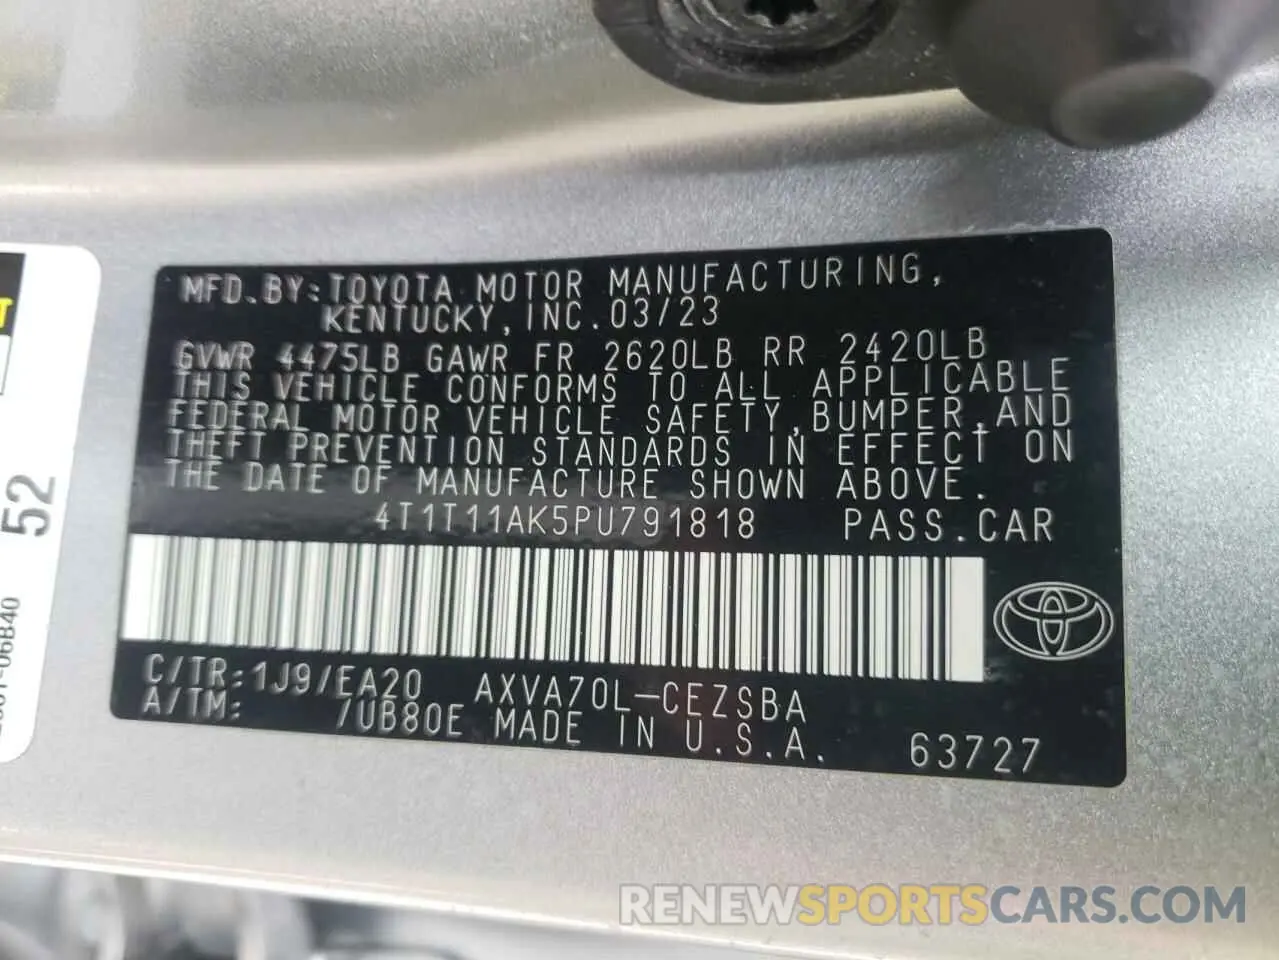 MFD.BY:TOYOTA MOTOR MANUFACTURING,
KENTUCKY,INC.03/23
GVWR 4475LB GAWR FR 2620LB RR 2420LB
THIS VEHICLE CONFORMS TO ALL APPLICABLE
FEDERAL MOTOR VEHICLE SAFETY,BUMPER,AND
THEFT PREVENTION STANDARDS IN EFFECT ON
THE DATE OF MANUFACTURE SHOWN ABOVE.
4T1T11AK5PU791818 PASS.CAR
C/TR:1J9/EA20 AXVA70L-CEZSBA
A/TM: /UB80E MADE IN U.S.A. 63727
52
06B40
RENEWSPORTSCARS.COM